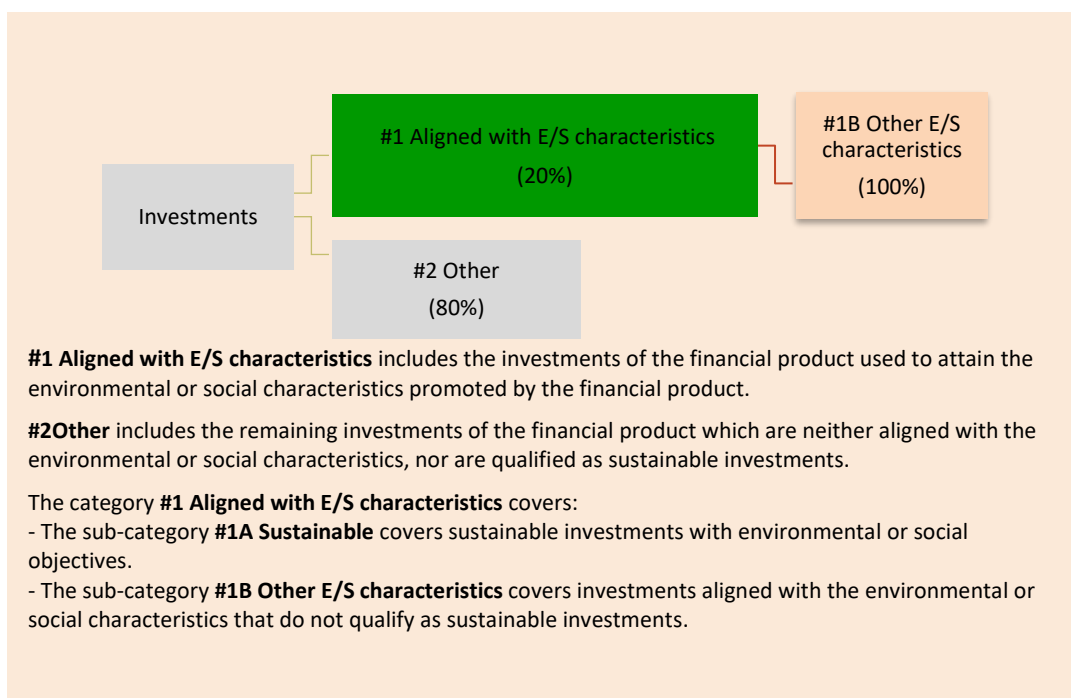 #1 Aligned with E/S characteristics
(20%)
#1B Other E/S
characteristics
(100%)
Investments
#2 Other
(80%)
#1 Aligned with E/S characteristics includes the investments of the financial product used to attain the
environmental or social characteristics promoted by the financial product.
#2Other includes the remaining investments of the financial product which are neither aligned with the
environmental or social characteristics, nor are qualified as sustainable investments.
The category #1 Aligned with E/S characteristics covers:
- The sub-category #1A Sustainable covers sustainable investments with environmental or social
objectives.
- The sub-category #1B Other E/S characteristics covers investments aligned with the environmental or
social characteristics that do not qualify as sustainable investments.